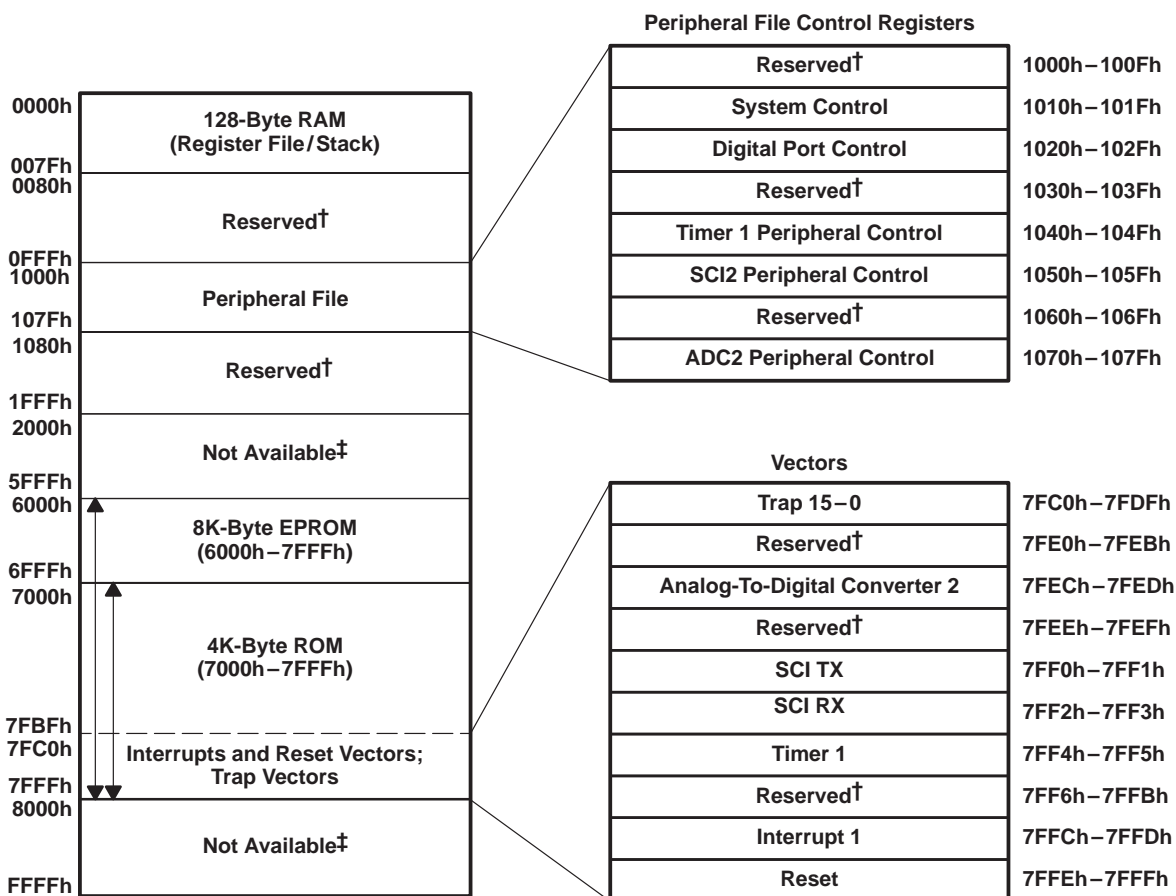 Peripheral File Control Registers
Reserved† 1000h–100Fh
System Control 1010h–101Fh
Digital Port Control 1020h–102Fh
Reserved† 1030h–103Fh
Timer 1 Peripheral Control 1040h–104Fh
SCI2 Peripheral Control 1050h–105Fh
Reserved† 1060h–106Fh
ADC2 Peripheral Control 1070h–107Fh
0000h
128-Byte RAM
(Register File/Stack)
007Fh
0080h
Reserved†
0FFFh
1000h
Peripheral File
107Fh
1080h
Reserved†
1FFFh
2000h
Not Available‡
5FFFh
6000h
8K-Byte EPROM
(6000h–7FFFh)
6FFFh
7000h
4K-Byte ROM
(7000h–7FFFh)
7FBFh
7FC0h
Interrupts and Reset Vectors;
Trap Vectors
7FFFh
8000h
Not Available‡
FFFFh
Vectors
Trap 15–0 7FC0h–7FDFh
Reserved† 7FE0h–7FEBh
Analog-To-Digital Converter 2 7FECh–7FEDh
Reserved† 7FEEh–7FEFh
SCI TX 7FF0h–7FF1h
SCI RX 7FF2h–7FF3h
Timer 1 7FF4h–7FF5h
Reserved† 7FF6h–7FFBh
Interrupt 1 7FFCh–7FFDh
Reset 7FFEh–7FFFh